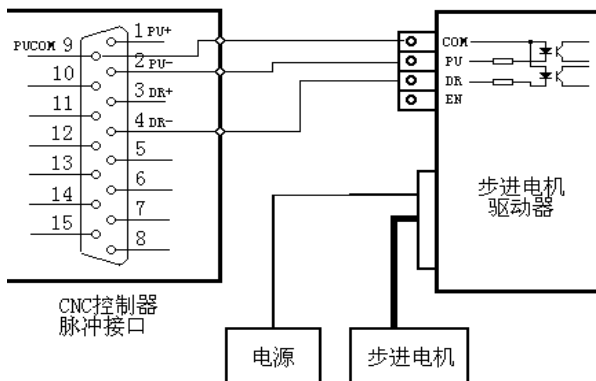 1 PU+
PUCOM 9
2 PU-
10
3 DR+
11
4 DR-
12
5
13
6
14
7
15
8
COM
PU
DR
EN
步进电机
驱动器
CNC控制器
脉冲接口
电源
步进电机